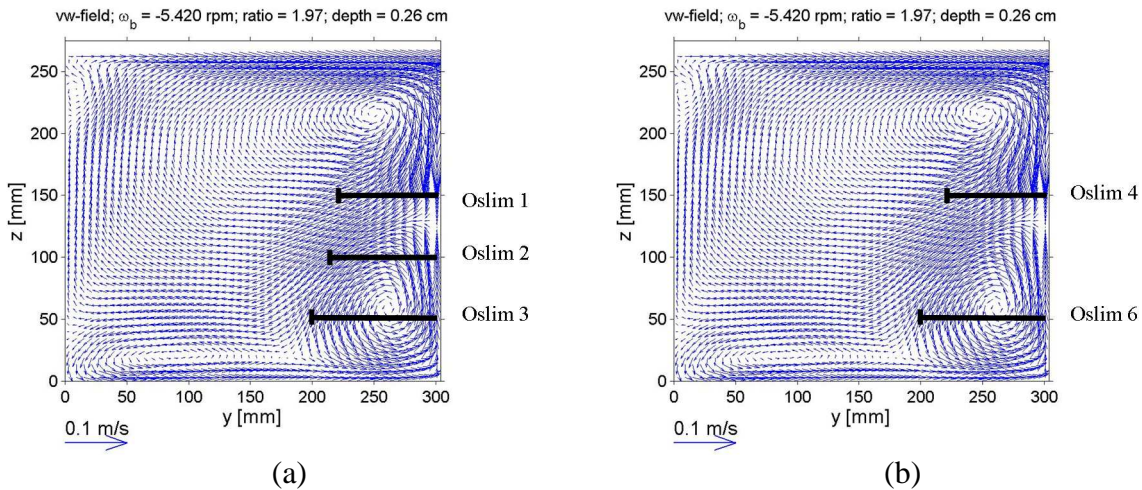 vw-field; ω_b = -5.420 rpm; ratio = 1.97; depth = 0.26 cm
250
200
150
100
50
0
z [mm]
0 50 100 150 200 250 300
y [mm]
0.1 m/s
Oslim 1
Oslim 2
Oslim 3
(a)
vw-field; ω_b = -5.420 rpm; ratio = 1.97; depth = 0.26 cm
250
200
150
100
50
0
z [mm]
0 50 100 150 200 250 300
y [mm]
0.1 m/s
Oslim 4
Oslim 6
(b)